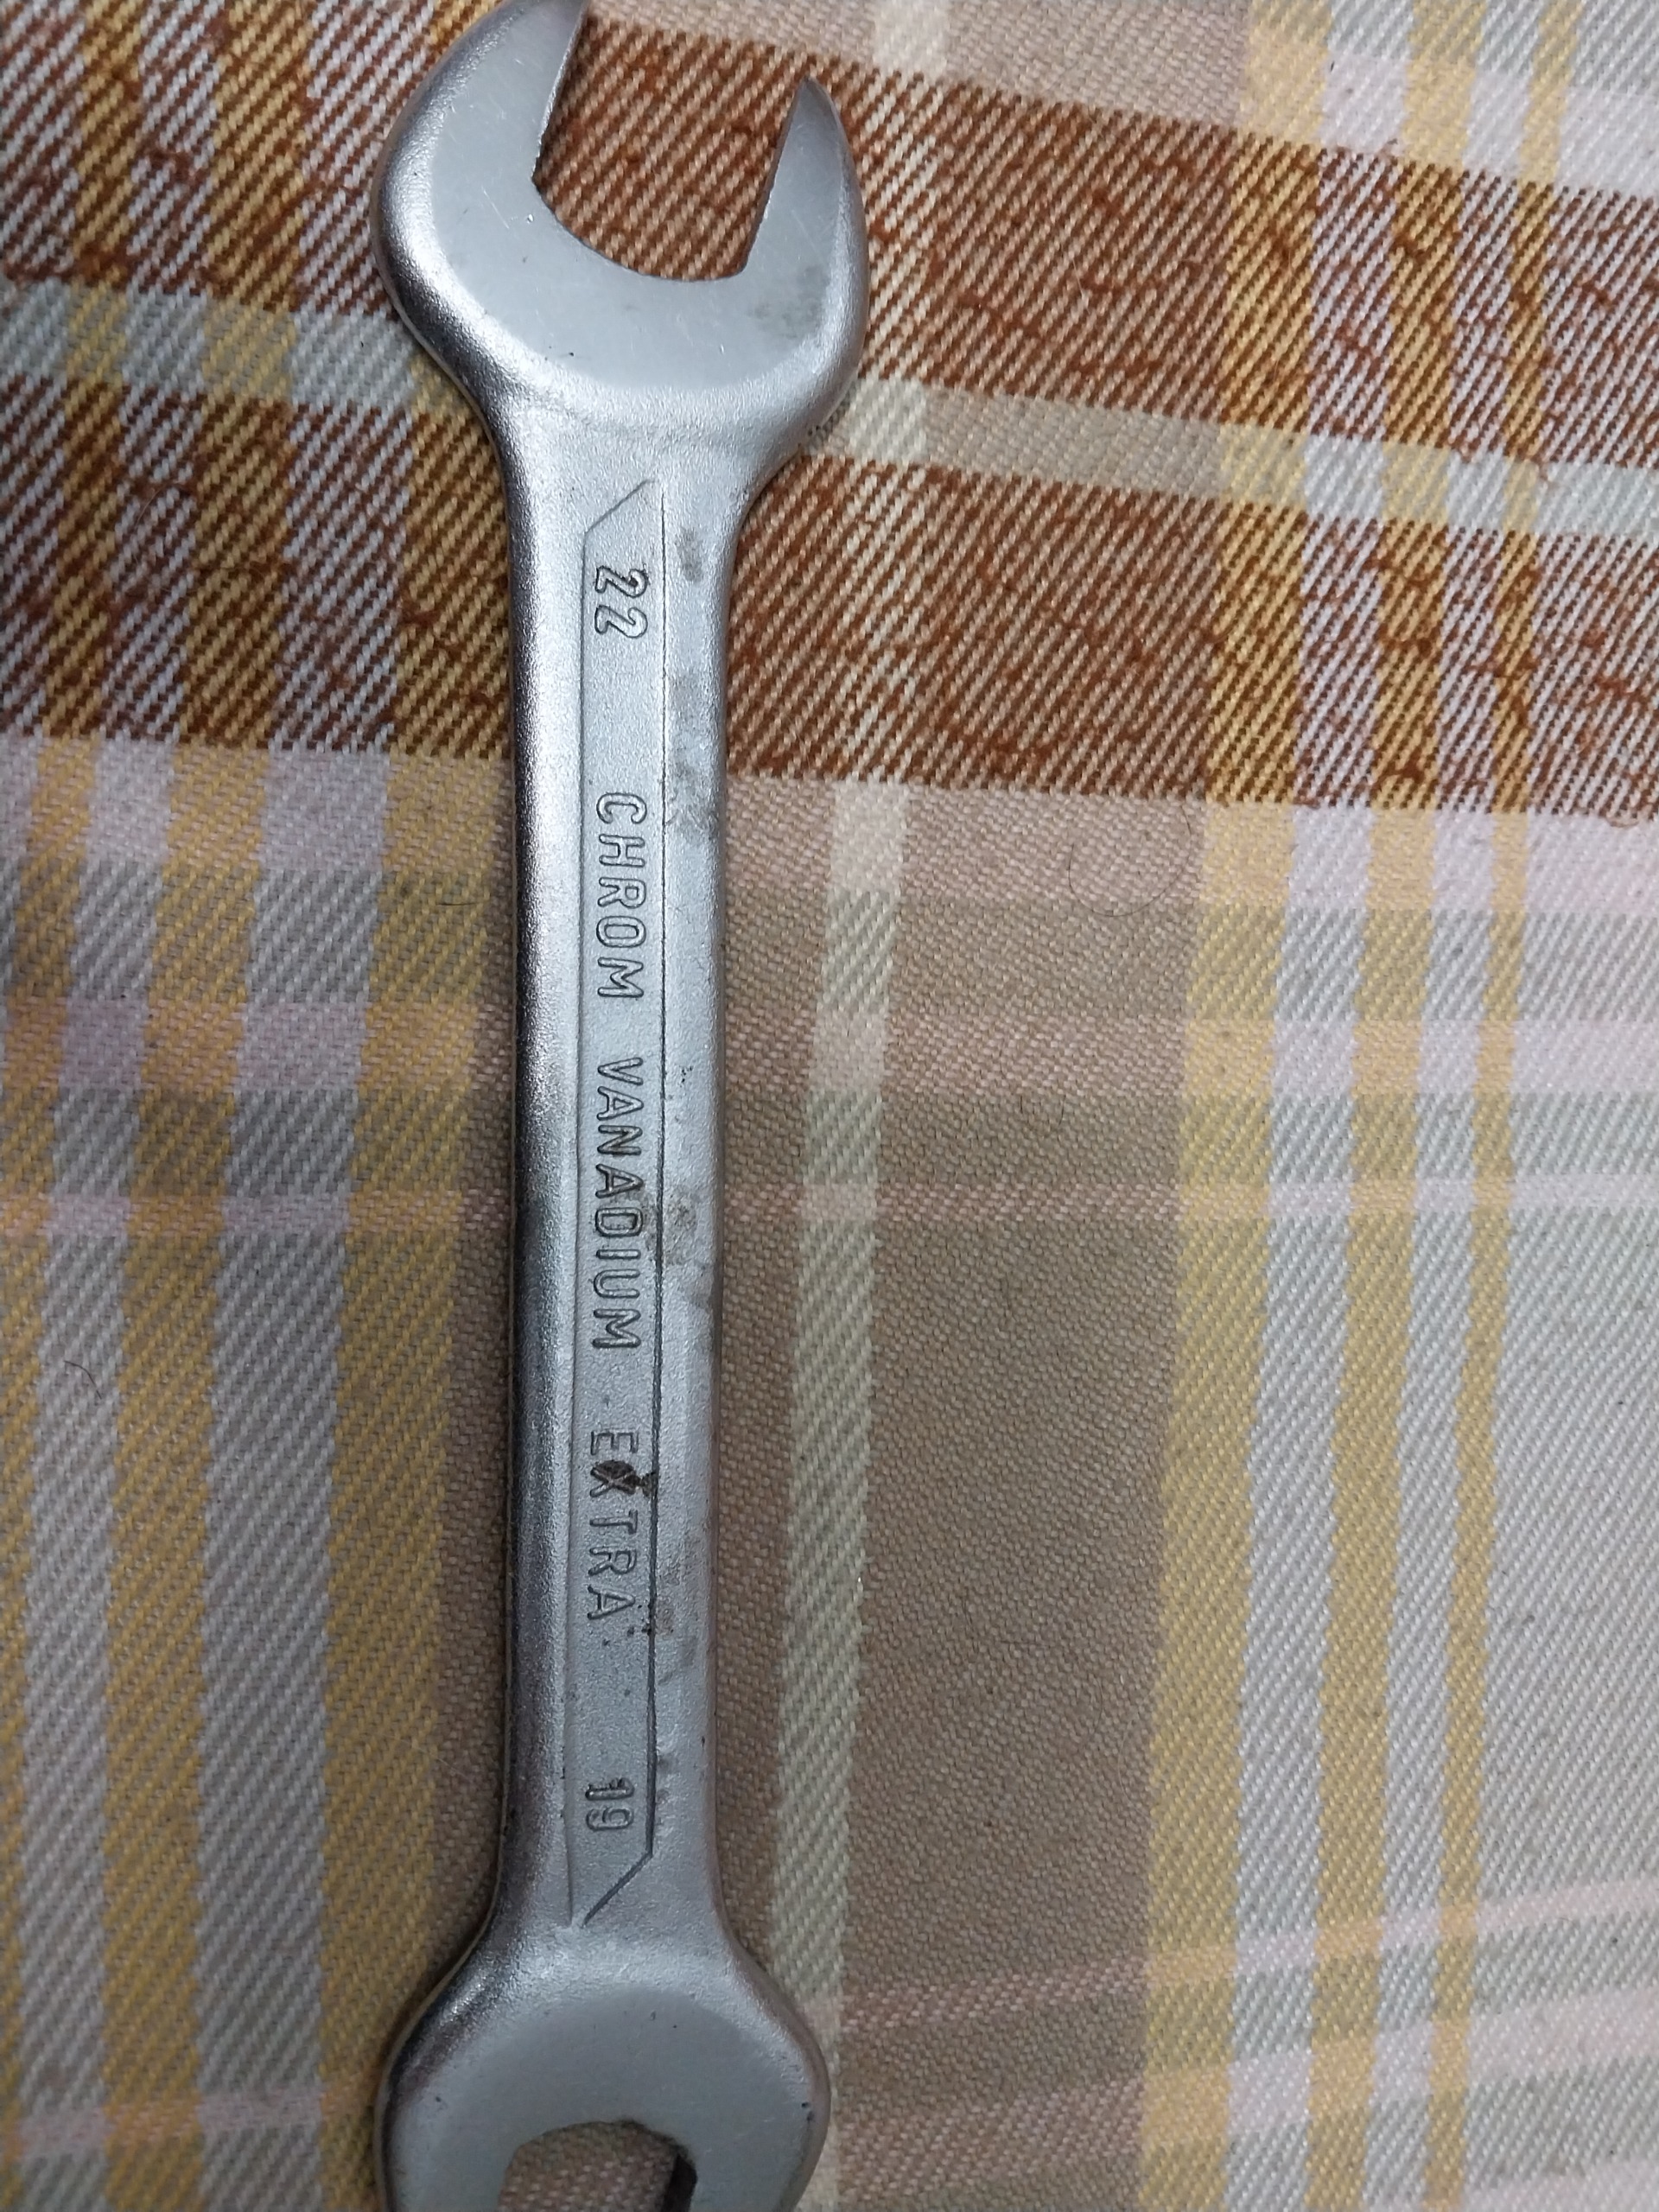 22 CHROM VANADIUM EXTRA 19